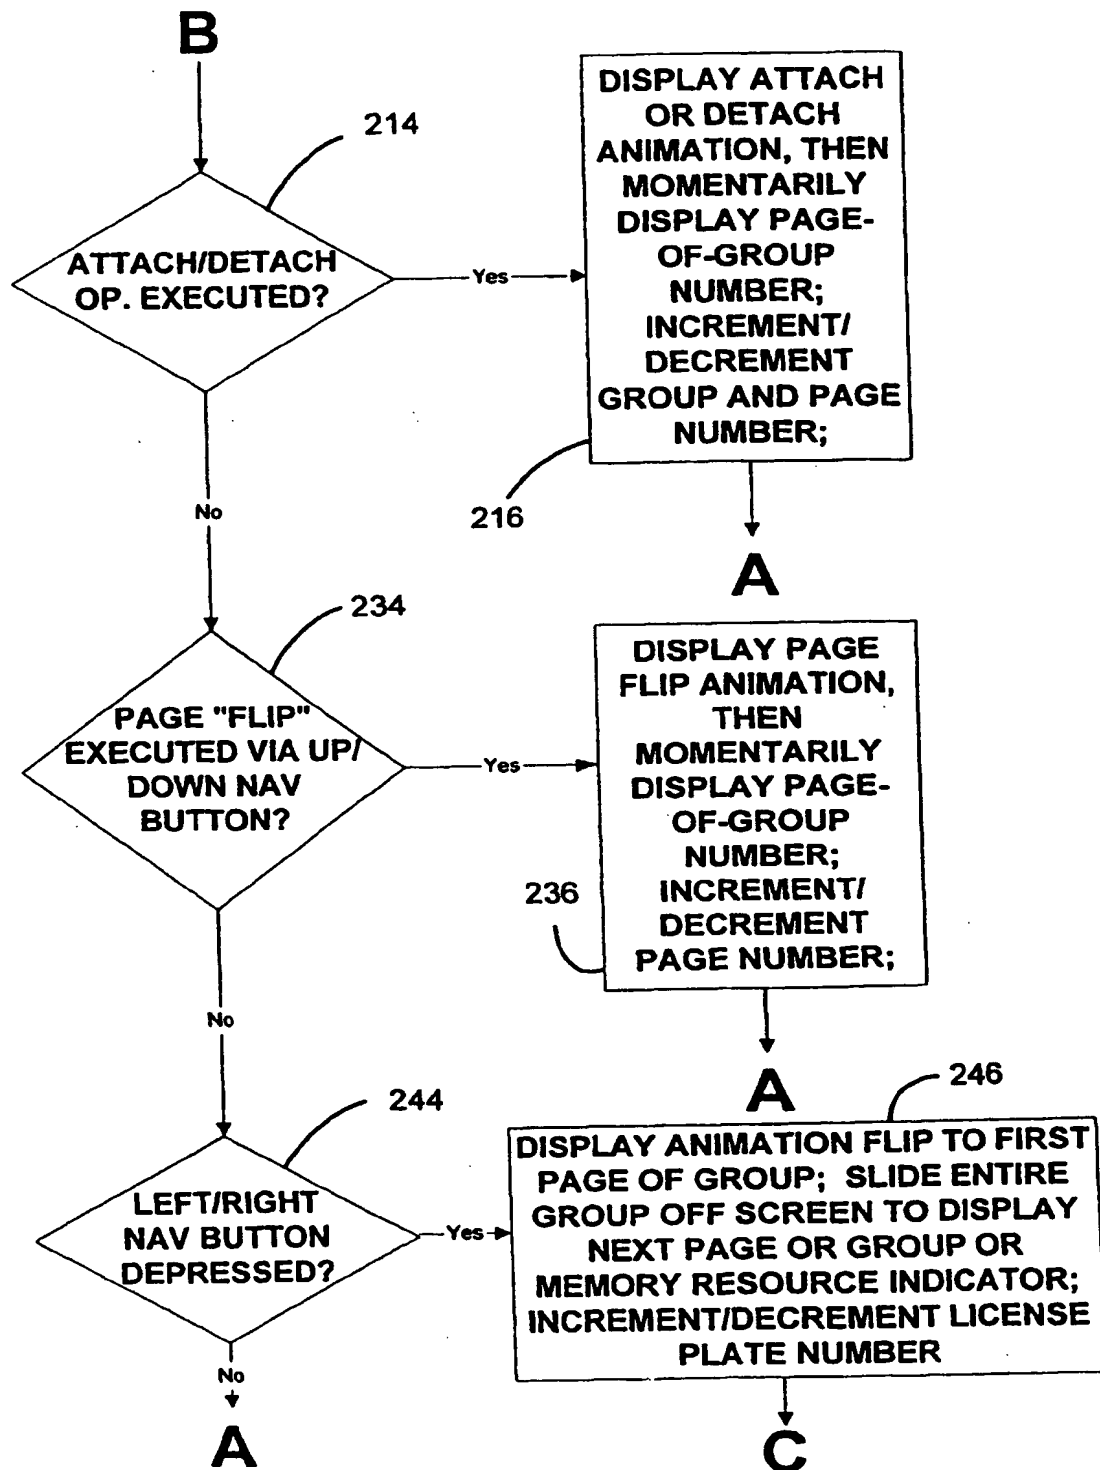 B
214
ATTACH/DETACH
OP. EXECUTED?
Yes
DISPLAY ATTACH
OR DETACH
ANIMATION, THEN
MOMENTARILY
DISPLAY PAGE-
OF-GROUP
NUMBER;
INCREMENT/
DECREMENT
GROUP AND PAGE
NUMBER;
216
A
No
234
PAGE "FLIP"
EXECUTED VIA UP/
DOWN NAV
BUTTON?
Yes
DISPLAY PAGE
FLIP ANIMATION,
THEN
MOMENTARILY
DISPLAY PAGE-
OF-GROUP
NUMBER;
INCREMENT/
DECREMENT
PAGE NUMBER;
236
A
No
244
LEFT/RIGHT
NAV BUTTON
DEPRESSED?
Yes
246
DISPLAY ANIMATION FLIP TO FIRST
PAGE OF GROUP; SLIDE ENTIRE
GROUP OFF SCREEN TO DISPLAY
NEXT PAGE OR GROUP OR
MEMORY RESOURCE INDICATOR;
INCREMENT/DECREMENT LICENSE
PLATE NUMBER
No
A
C